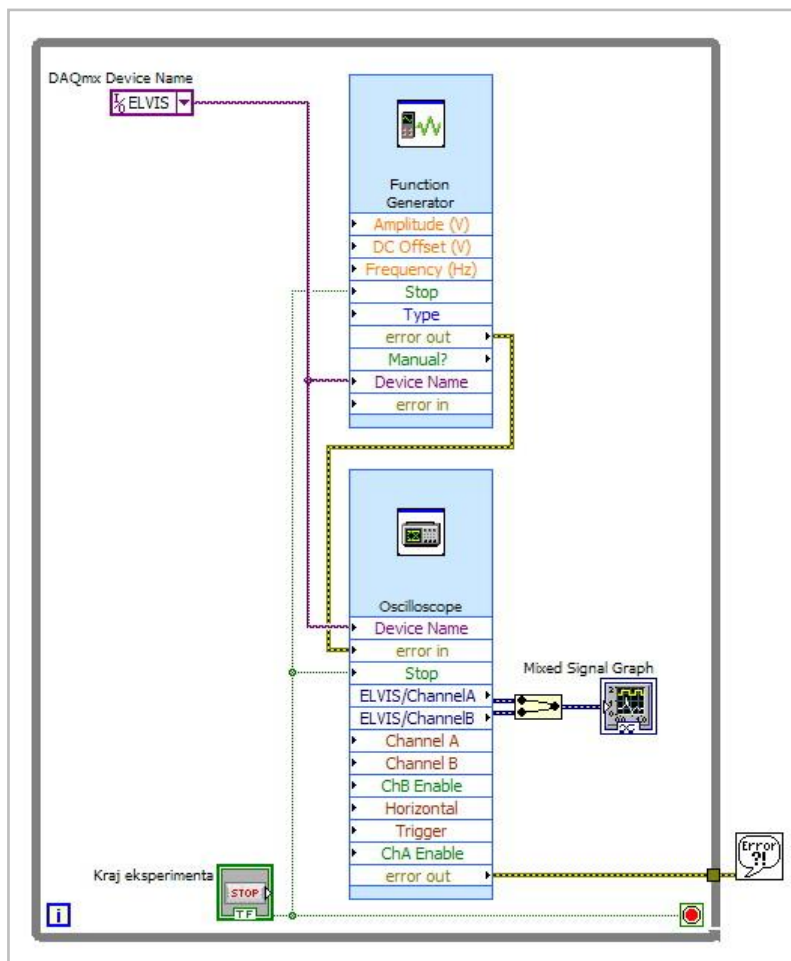 DAQmx Device Name
I/O ELVIS
Function
Generator
Amplitude (V)
DC Offset (V)
Frequency (Hz)
Stop
Type
error out
Manual?
Device Name
error in
Oscilloscope
Device Name
error in
Stop
ELVIS/ChannelA
ELVIS/ChannelB
Channel A
Channel B
ChB Enable
Horizontal
Trigger
ChA Enable
error out
Mixed Signal Graph
Error
?!
Kraj eksperimenta
STOP
TF
i